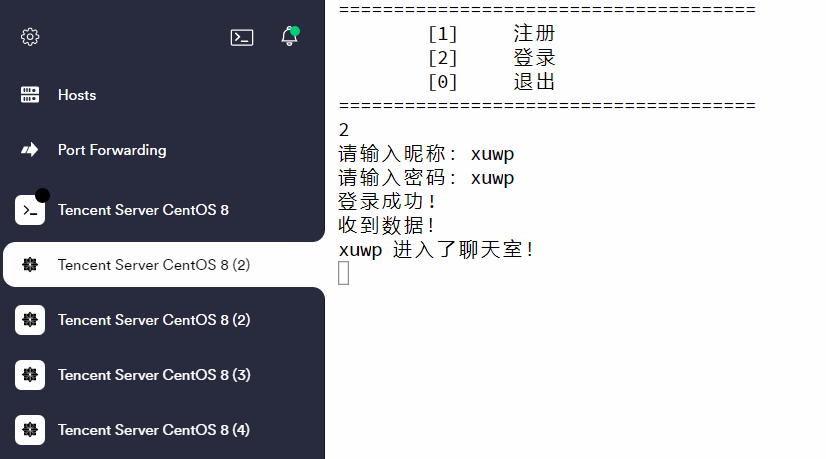 Hosts
Port Forwarding
Tencent Server CentOS 8
Tencent Server CentOS 8 (2)
Tencent Server CentOS 8 (2)
Tencent Server CentOS 8 (3)
Tencent Server CentOS 8 (4)
======================================
[1] 注册
[2] 登录
[0] 退出
======================================
2
请输入昵称: xuwp
请输入密码: xuwp
登录成功!
收到数据!
xuwp 进入了聊天室!